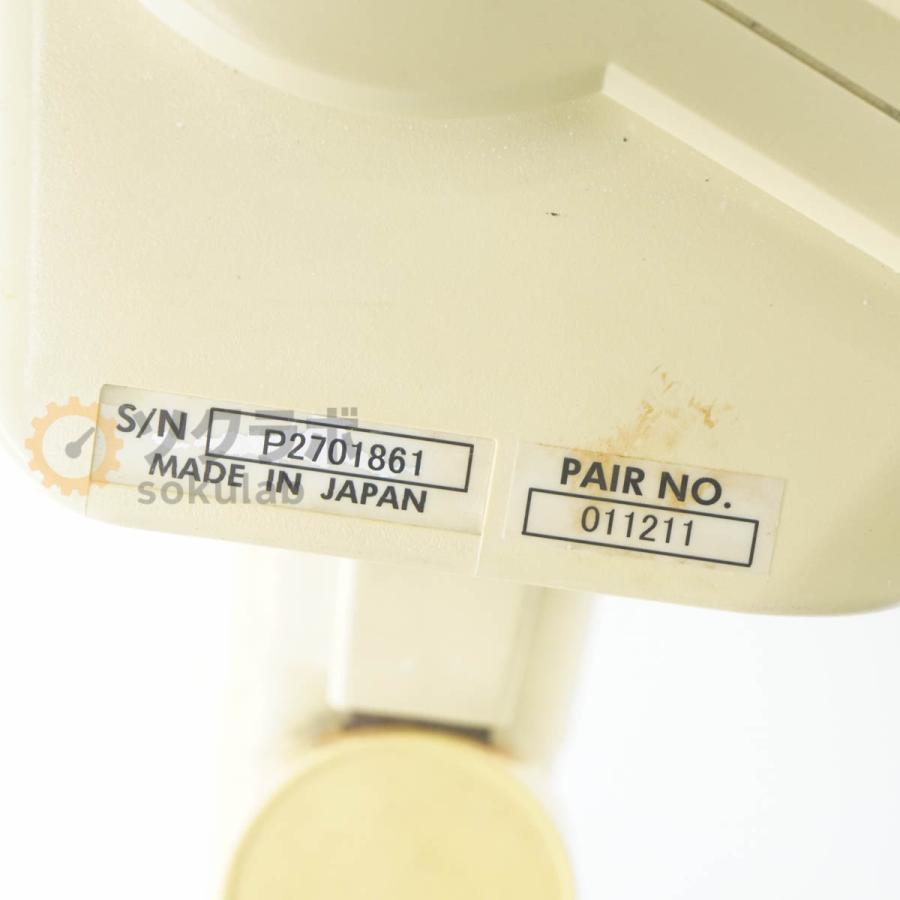 S/N P2701861
MADE IN JAPAN
PAIR NO.
011211
ソクラボ
sokulab